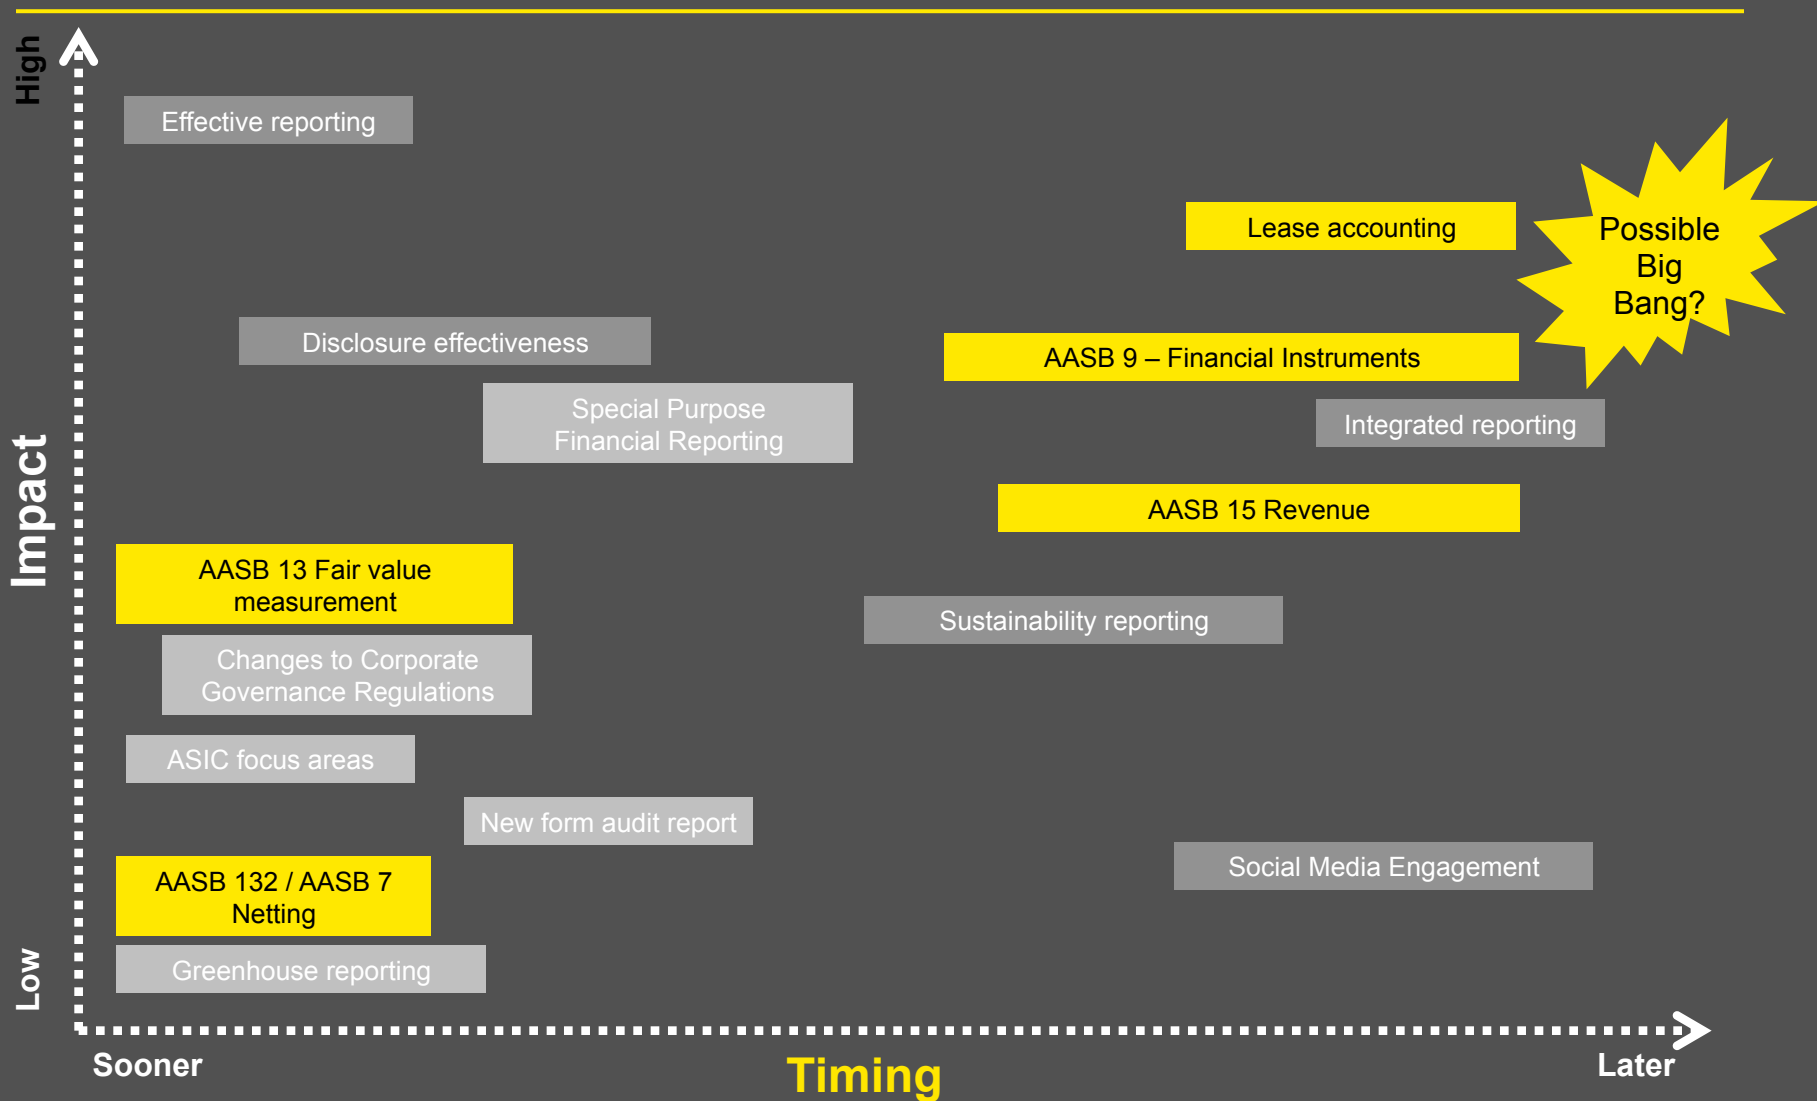 High
Effective reporting
Lease accounting
Possible
Big
Bang?
Disclosure effectiveness
AASB 9 – Financial Instruments
Special Purpose
Financial Reporting
Integrated reporting
Impact
AASB 15 Revenue
AASB 13 Fair value
measurement
Sustainability reporting
Changes to Corporate
Governance Regulations
ASIC focus areas
New form audit report
Social Media Engagement
AASB 132 / AASB 7
Netting
Greenhouse reporting
Low
Sooner
Timing
Later